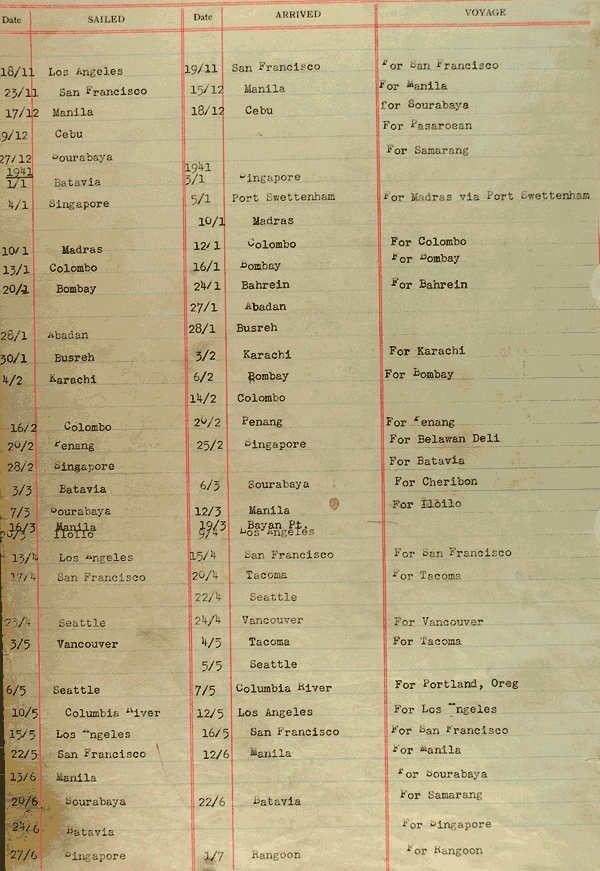 Date SAILED Date ARRIVED VOYAGE
18/11 Los Angeles 19/11 San Francisco For San Francisco
23/11 San Francisco 15/12 Manila For Manila
17/12 Manila 18/12 Cebu for Sourabaya
9/12 Cebu For Pasaroean
27/12 Sourabaya For Samarang
1941 1941
1/1 Batavia 3/1 Singapore
4/1 Singapore 5/1 Port Swettenham For Madras via Port Swettenham
10/1 Madras
10/1 Madras 12/1 Colombo For Colombo
13/1 Colombo 16/1 Bombay For Bombay
20/1 Bombay 24/1 Bahrein For Bahrein
27/1 Abadan
28/1 Abadan 28/1 Busreh
30/1 Busreh 3/2 Karachi For Karachi
4/2 Karachi 6/2 Bombay For Bombay
14/2 Colombo
16/2 Colombo 20/2 Penang For Penang
20/2 Penang 25/2 Singapore For Belawan Deli
28/2 Singapore For Batavia
3/3 Batavia 6/3 Sourabaya For Cheribon
7/3 Sourabaya 12/3 Manila For Iloilo
16/3 Manila 19/3 Bayan Pt.
20/3 Iloilo 9/4 Los Angeles
13/4 Los Angeles 15/4 San Francisco For San Francisco
17/4 San Francisco 20/4 Tacoma For Tacoma
22/4 Seattle
23/4 Seattle 24/4 Vancouver For Vancouver
3/5 Vancouver 4/5 Tacoma For Tacoma
5/5 Seattle
6/5 Seattle 7/5 Columbia River For Portland, Oreg
10/5 Columbia River 12/5 Los Angeles For Los Angeles
15/5 Los Angeles 16/5 San Francisco For San Francisco
22/5 San Francisco 12/6 Manila For Manila
13/6 Manila For Sourabaya
20/6 Sourabaya 22/6 Batavia For Samarang
24/6 Batavia For Singapore
27/6 Singapore 1/7 Rangoon For Rangoon